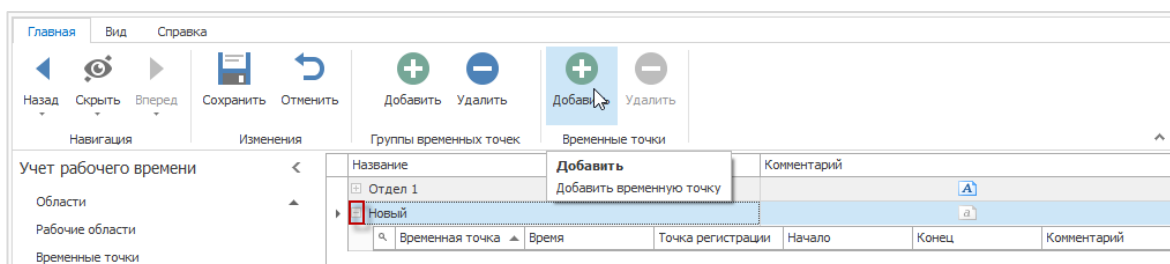 Главная Вид Справка
Назад Скрыть Вперед Сохранить Отменить Добавить Удалить Добавить Удалить
Навигация Изменения Группы временных точек Временные точки
Учет рабочего времени
Области
Рабочие области
Временные точки
Название Комментарий
Отдел 1 A
Новый a
Временная точка Время Точка регистрации Начало Конец Комментарий
Добавить
Добавить временную точку